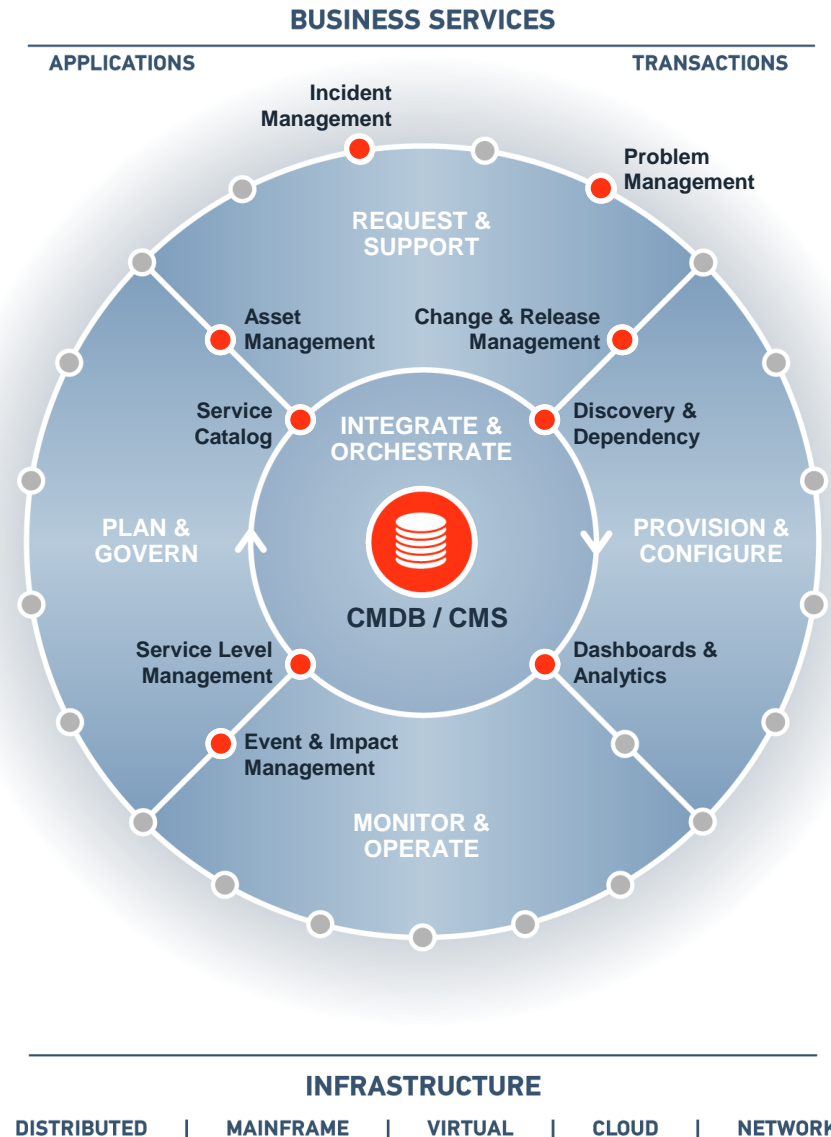 BUSINESS SERVICES
APPLICATIONS
TRANSACTIONS
Incident
Management
Problem
Management
REQUEST &
SUPPORT
Asset
Management
Change & Release
Management
Service
Catalog
INTEGRATE &
ORCHESTRATE
Discovery &
Dependency
PLAN &
GOVERN
PROVISION &
CONFIGURE
CMDB / CMS
Service Level
Management
Dashboards &
Analytics
Event & Impact
Management
MONITOR &
OPERATE
INFRASTRUCTURE
DISTRIBUTED | MAINFRAME | VIRTUAL | CLOUD | NETWORK